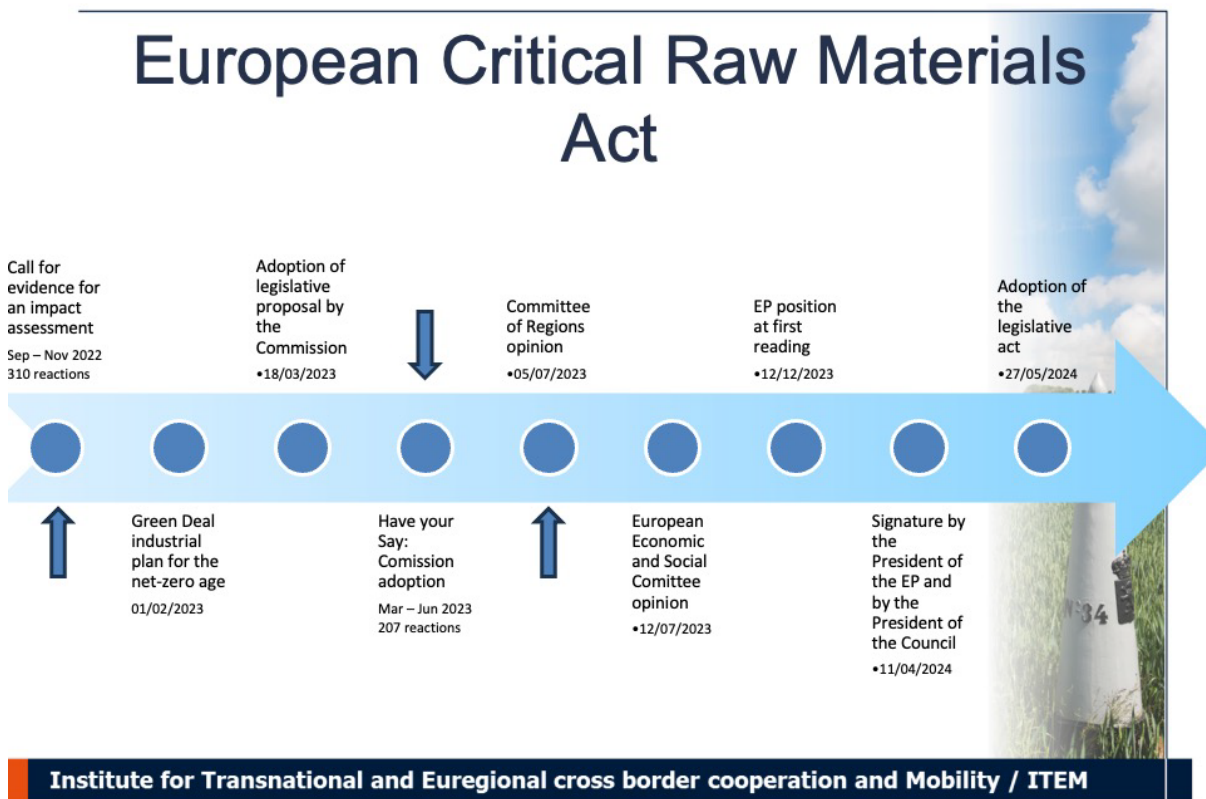 European Critical Raw Materials
Act
Call for
evidence for
an impact
assessment
Sep – Nov 2022
310 reactions
Green Deal
industrial
plan for the
net-zero age
01/02/2023
Adoption of
legislative
proposal by
the
Commission
•18/03/2023
Have your
Say:
Comission
adoption
Mar – Jun 2023
207 reactions
Committee
of Regions
opinion
•05/07/2023
European
Economic
and Social
Comittee
opinion
•12/07/2023
EP position
at first
reading
•12/12/2023
Signature by
the
President of
the EP and
by the
President of
the Council
•11/04/2024
Adoption of
the
legislative
act
•27/05/2024
Nº34
Institute for Transnational and Euregional cross border cooperation and Mobility / ITEM